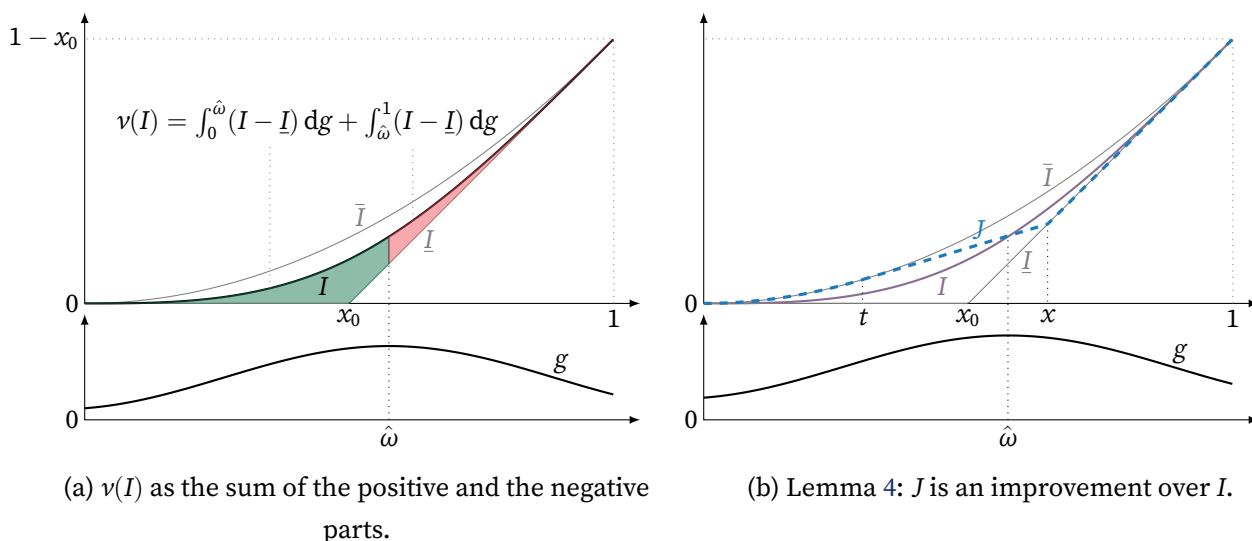 1 − x₀
ν(I) = ∫₀^ω̂ (I − I̲) dg + ∫_ω̂^1 (I − I̲) dg
Ī
I̲
I
0
x₀
1
g
0
ω̂
(a) ν(I) as the sum of the positive and the negative
parts.
Ī
J
I̲
I
0
t
x₀
x
1
g
0
ω̂
(b) Lemma 4: J is an improvement over I.